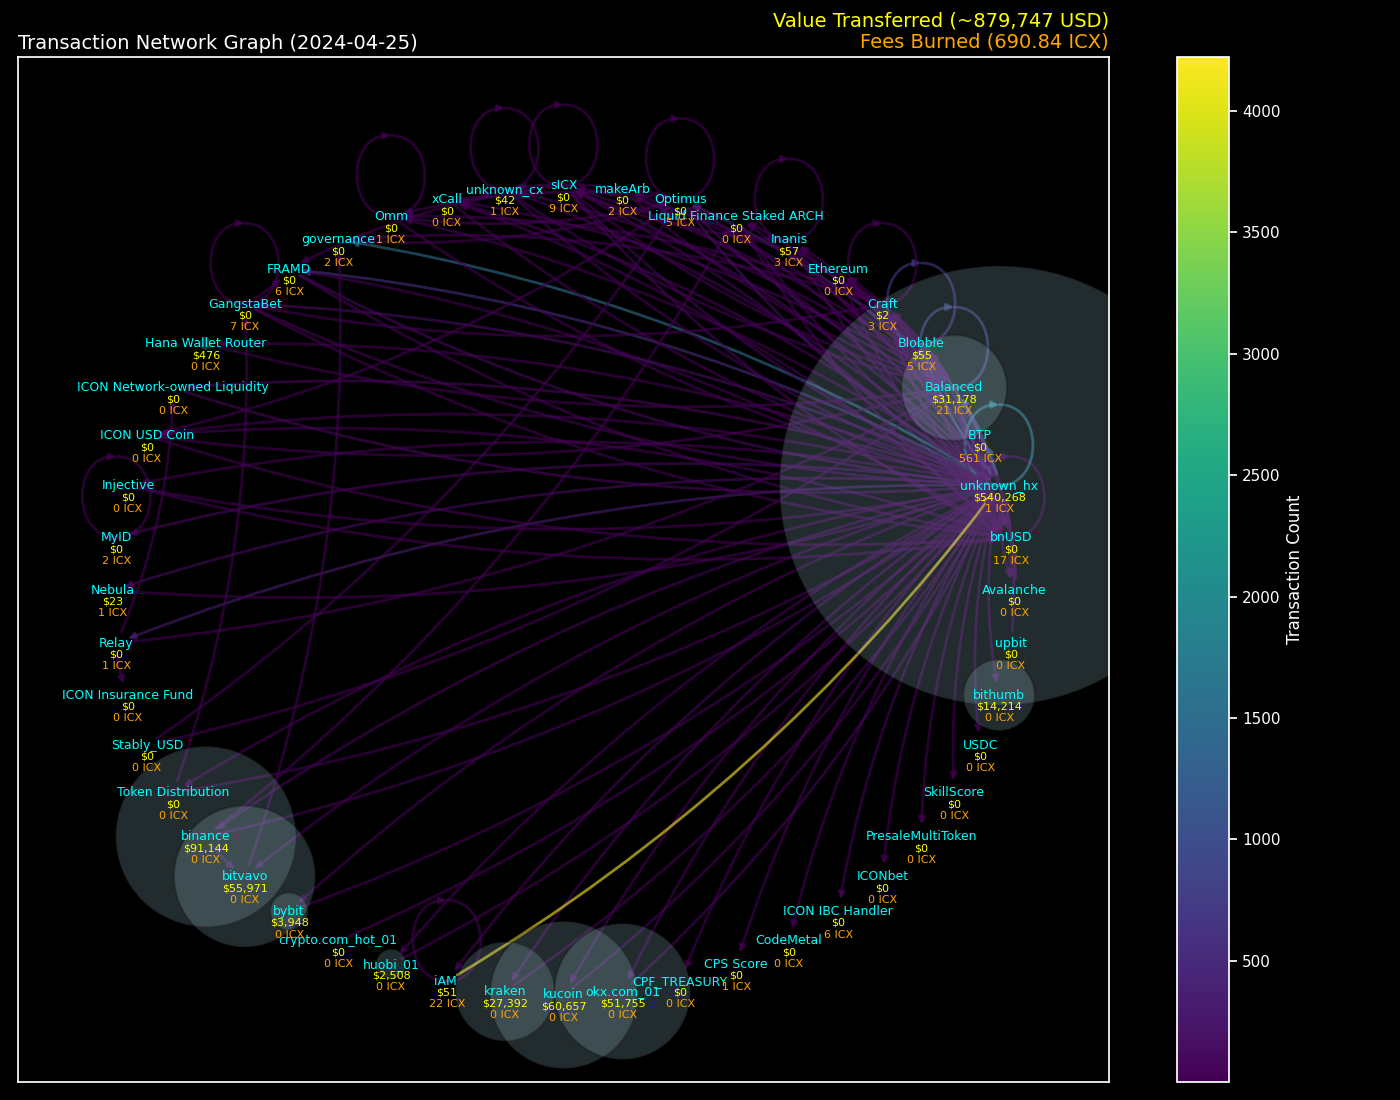 Value Transferred (~879,747 USD)
Fees Burned (690.84 ICX)
Transaction Network Graph (2024-04-25)
sICX
$0
9 ICX
unknown_cx
$42
1 ICX
makeArb
$0
2 ICX
xCall
$0
0 ICX
Optimus
$0
5 ICX
Omm
$0
1 ICX
Liquid Finance Staked ARCH
$0
0 ICX
governance
$0
2 ICX
Inanis
$57
3 ICX
FRAMD
$0
6 ICX
Ethereum
$0
0 ICX
GangstaBet
$0
7 ICX
Craft
$2
3 ICX
Hana Wallet Router
$476
0 ICX
Blobble
$55
5 ICX
ICON Network-owned Liquidity
$0
0 ICX
Balanced
$31,178
21 ICX
ICON USD Coin
$0
0 ICX
BTP
$0
561 ICX
Injective
$0
0 ICX
unknown_hx
$540,268
1 ICX
MyID
$0
2 ICX
bnUSD
$0
17 ICX
Nebula
$23
1 ICX
Avalanche
$0
0 ICX
Relay
$0
1 ICX
upbit
$0
0 ICX
ICON Insurance Fund
$0
0 ICX
bithumb
$14,214
0 ICX
Stably_USD
$0
0 ICX
USDC
$0
0 ICX
Token Distribution
$0
0 ICX
SkillScore
$0
0 ICX
binance
$91,144
0 ICX
PresaleMultiToken
$0
0 ICX
bitvavo
$55,971
0 ICX
ICONbet
$0
0 ICX
bybit
$3,948
0 ICX
ICON IBC Handler
$0
6 ICX
crypto.com_hot_01
$0
0 ICX
CodeMetal
$0
0 ICX
huobi_01
$2,508
0 ICX
CPS Score
$0
1 ICX
iAM
$51
22 ICX
CPF_TREASURY
$0
0 ICX
kraken
$27,392
0 ICX
kucoin
$60,657
0 ICX
okx.com_01
$51,755
0 ICX
4000
3500
3000
2500
2000
1500
1000
500
Transaction Count